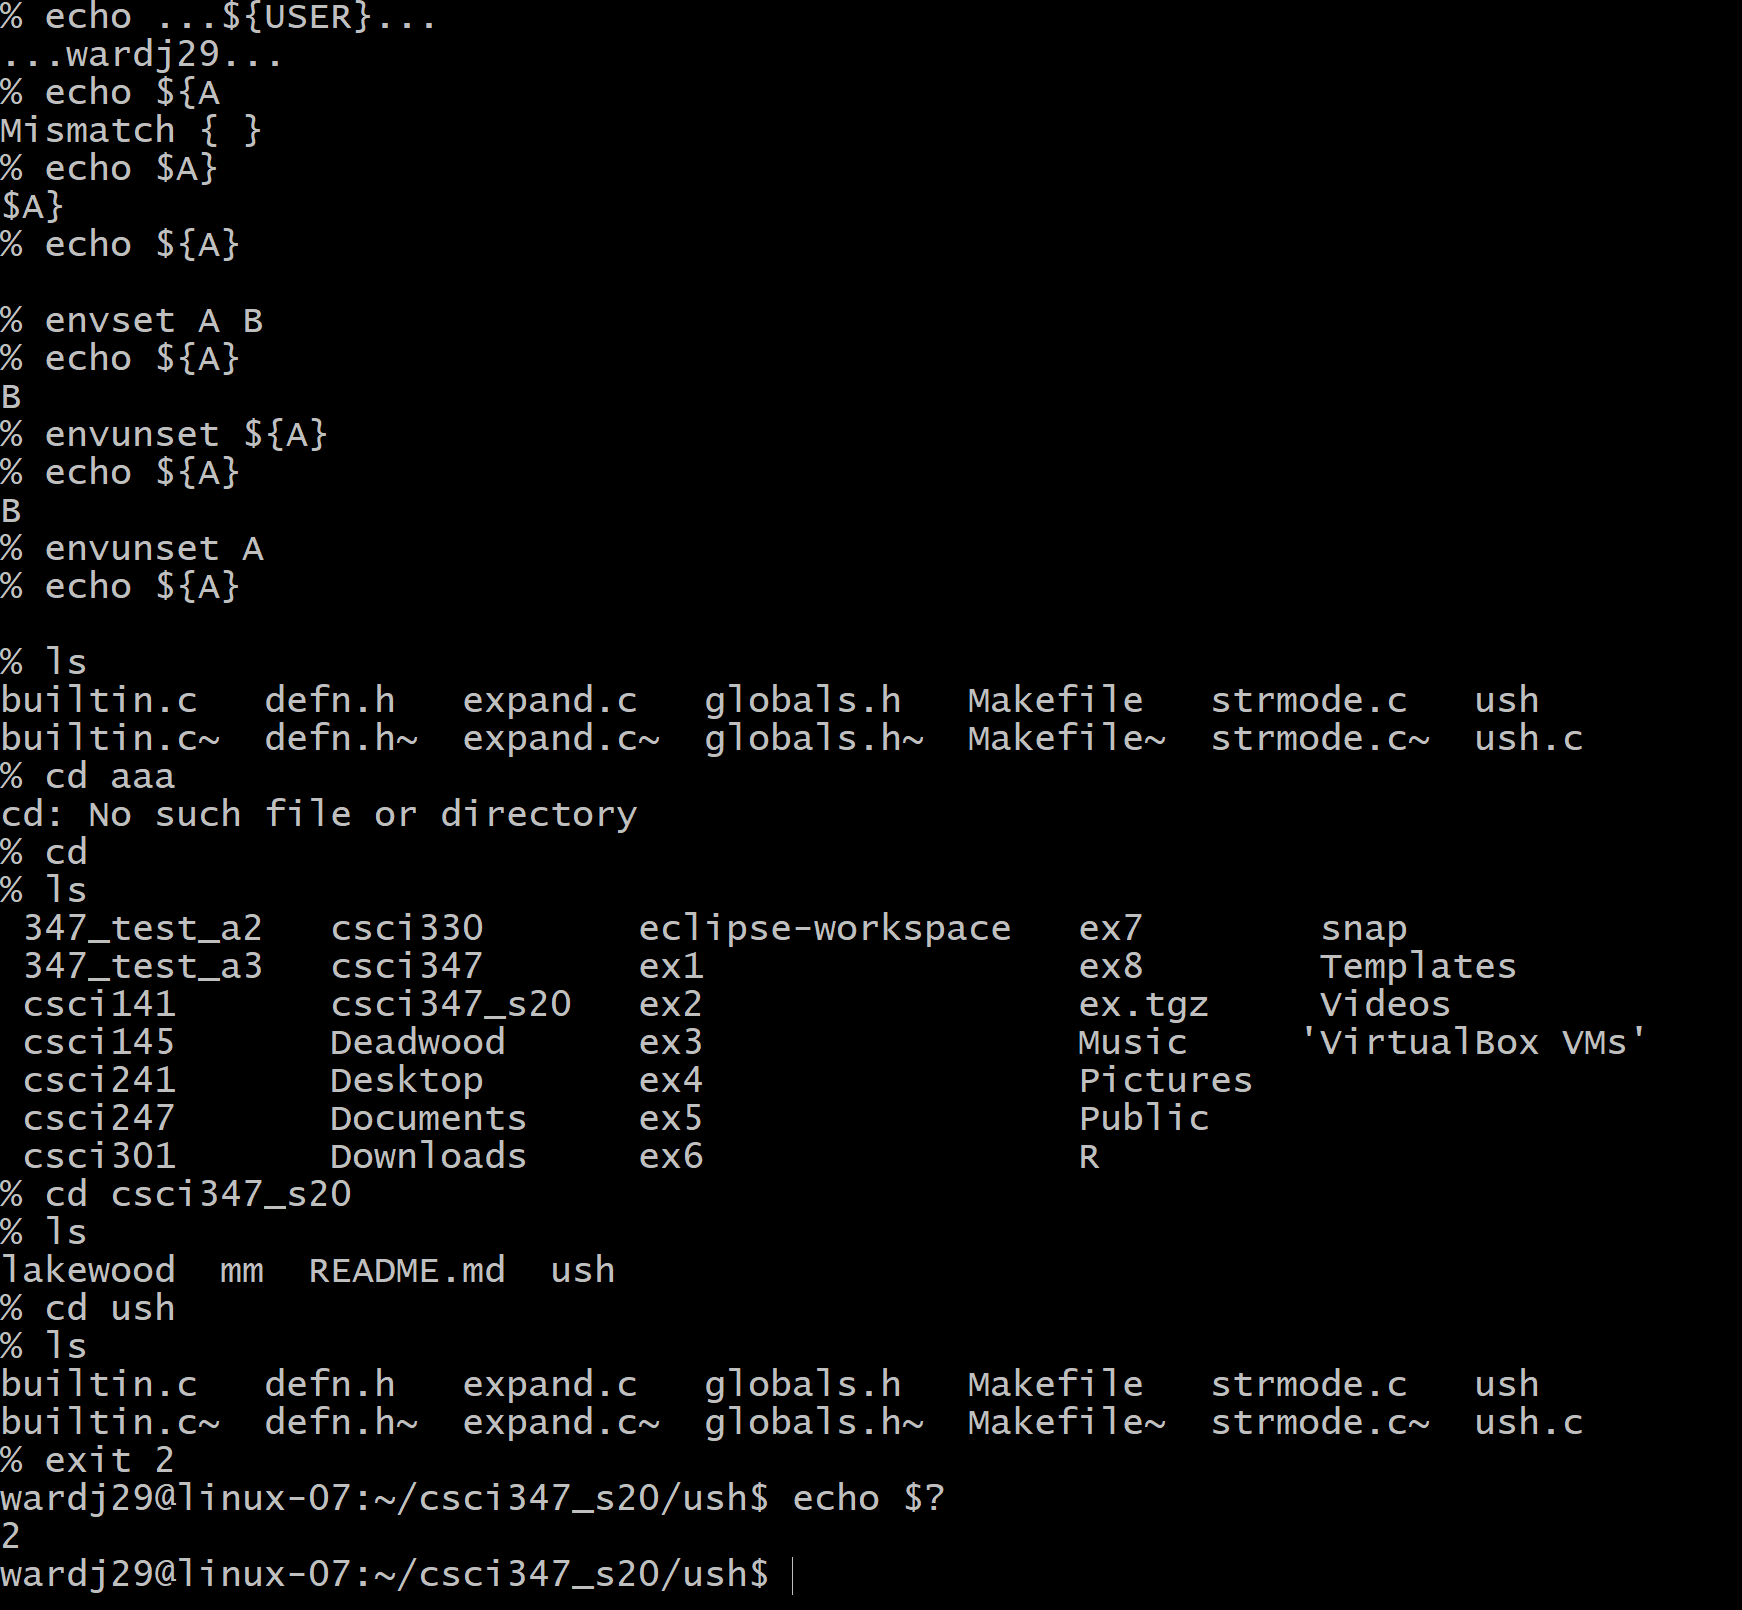 % echo ...${USER}...
...wardj29...
% echo ${A
Mismatch { }
% echo $A}
$A}
% echo ${A}
% envset A B
% echo ${A}
B
% envunset ${A}
% echo ${A}
B
% envunset A
% echo ${A}
% ls
builtin.c   defn.h   expand.c   globals.h   Makefile   strmode.c   ush
builtin.c~  defn.h~  expand.c~  globals.h~  Makefile~  strmode.c~  ush.c
% cd aaa
cd: No such file or directory
% cd
% ls
 347_test_a2   csci330       eclipse-workspace   ex7        snap
 347_test_a3   csci347       ex1                 ex8        Templates
 csci141       csci347_s20   ex2                 ex.tgz     Videos
 csci145       Deadwood      ex3                 Music     'VirtualBox VMs'
 csci241       Desktop       ex4                 Pictures
 csci247       Documents     ex5                 Public
 csci301       Downloads     ex6                 R
% cd csci347_s20
% ls
lakewood  mm  README.md  ush
% cd ush
% ls
builtin.c   defn.h   expand.c   globals.h   Makefile   strmode.c   ush
builtin.c~  defn.h~  expand.c~  globals.h~  Makefile~  strmode.c~  ush.c
% exit 2
wardj29@linux-07:~/csci347_s20/ush$ echo $?
2
wardj29@linux-07:~/csci347_s20/ush$